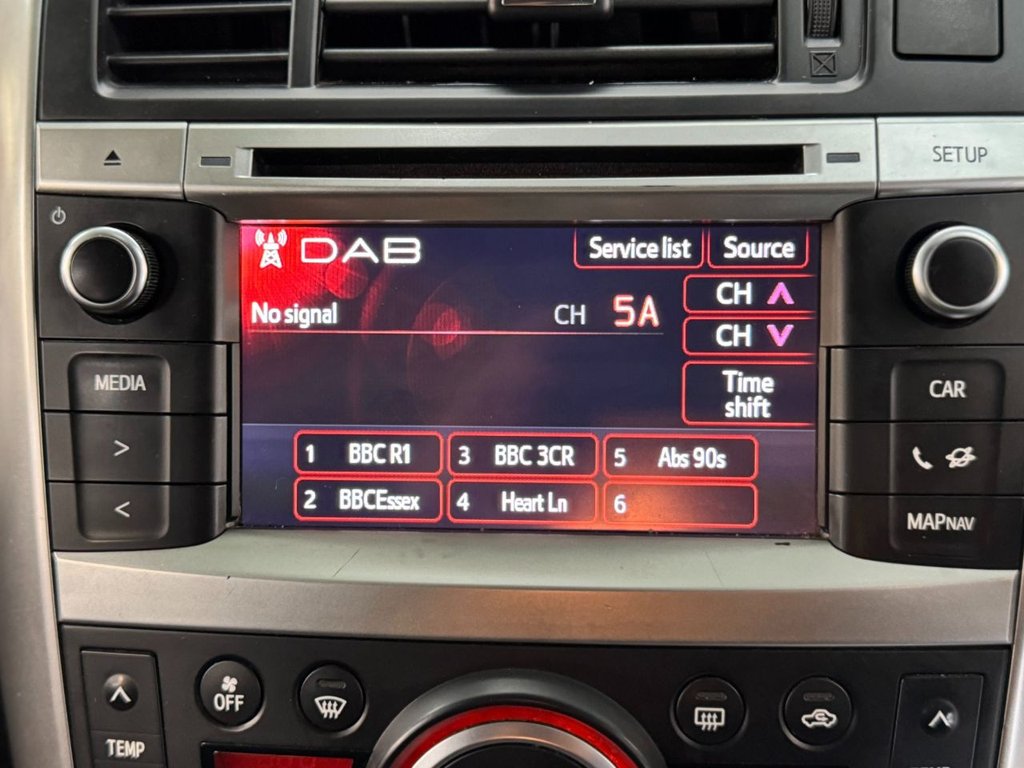 SETUP
DAB
Service list
Source
No signal
CH 5A
CH
CH
Time
shift
MEDIA
>
<
CAR
MAPNAV
1 BBC R1
3 BBC 3CR
5 Abs 90s
2 BBCEssex
4 Heart Ln
6
OFF
TEMP